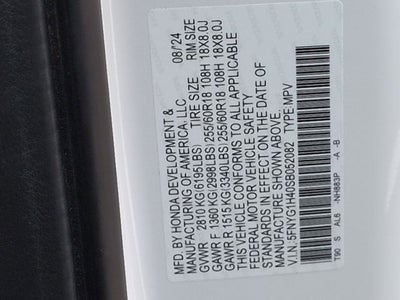 HONDA DEVELOPMENT & 08/24
MANUFACTURING OF AMERICA, LLC
GVWR 2810 KG(6195LBS) TIRE SIZE RIM SIZE
GAWR F 1360 KG(2998LBS),255/60R18 108H 18X8.0J
GAWR R 1515 KG(3340LBS),255/60R18 108H 18X8.0J
THIS VEHICLE CONFORMS TO ALL APPLICABLE
FEDERAL MOTOR VEHICLE SAFETY
STANDARDS IN EFFECT ON THE DATE OF
MANUFACTURE SHOWN ABOVE.
V.I.N.:5FNYG1H40SB052082 TYPE:MPV
T90 S AL6 -NH883P -A -B